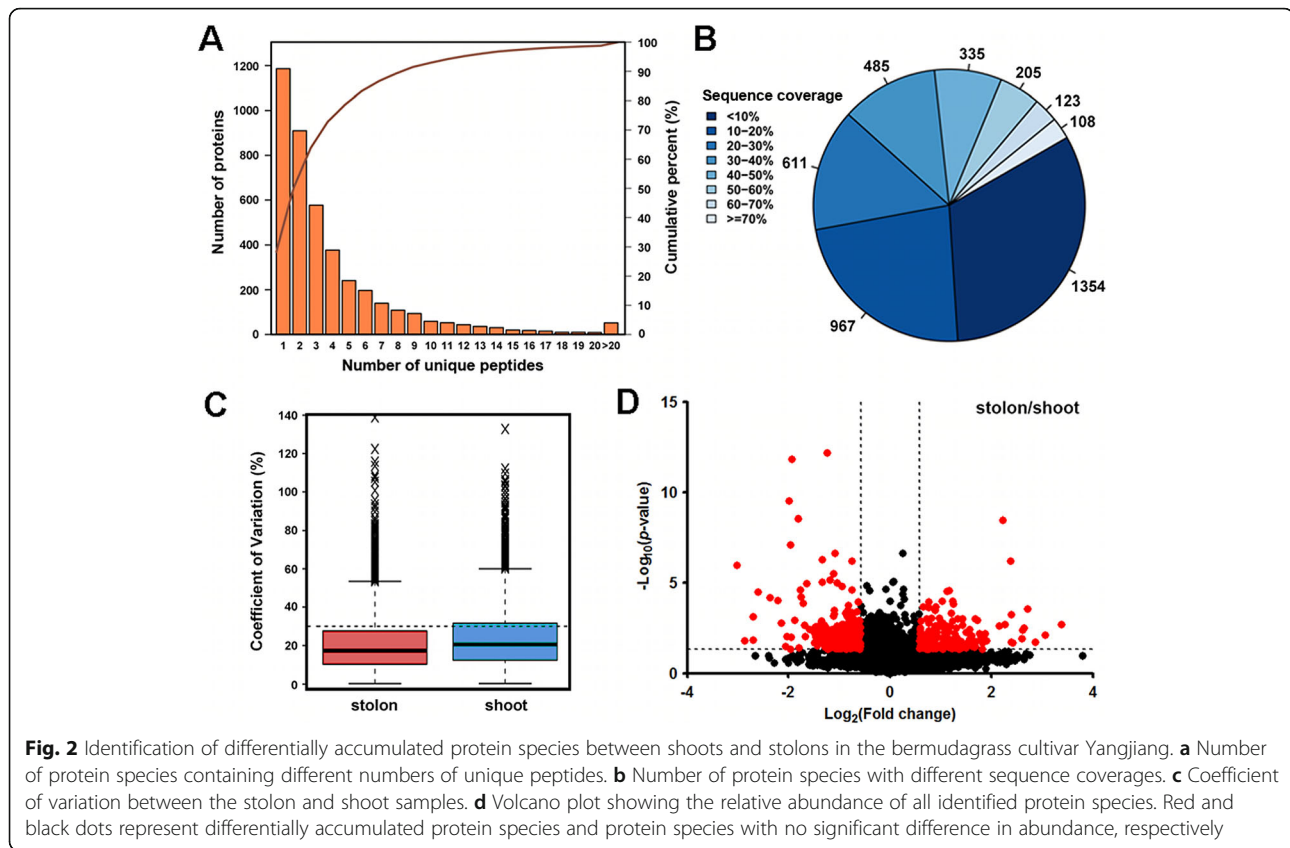 A
Number of proteins
1200
1000
800
600
400
200
0
100
90
80
70
60
50
40
30
20
10
0
Cumulative percent (%)
1 2 3 4 5 6 7 8 9 10 11 12 13 14 15 16 17 18 19 20 >20
Number of unique peptides
B
Sequence coverage
<10%
10-20%
20-30%
30-40%
40-50%
50-60%
60-70%
>=70%
485
335
205
123
108
611
967
1354
C
Coefficient of Variation (%)
140
120
100
80
60
40
20
0
stolon shoot
D
stolon/shoot
-Log10(p-value)
15
10
5
0
-4 -2 0 2 4
Log2(Fold change)
Fig. 2 Identification of differentially accumulated protein species between shoots and stolons in the bermudagrass cultivar Yangjiang. a Number
of protein species containing different numbers of unique peptides. b Number of protein species with different sequence coverages. c Coefficient
of variation between the stolon and shoot samples. d Volcano plot showing the relative abundance of all identified protein species. Red and
black dots represent differentially accumulated protein species and protein species with no significant difference in abundance, respectively